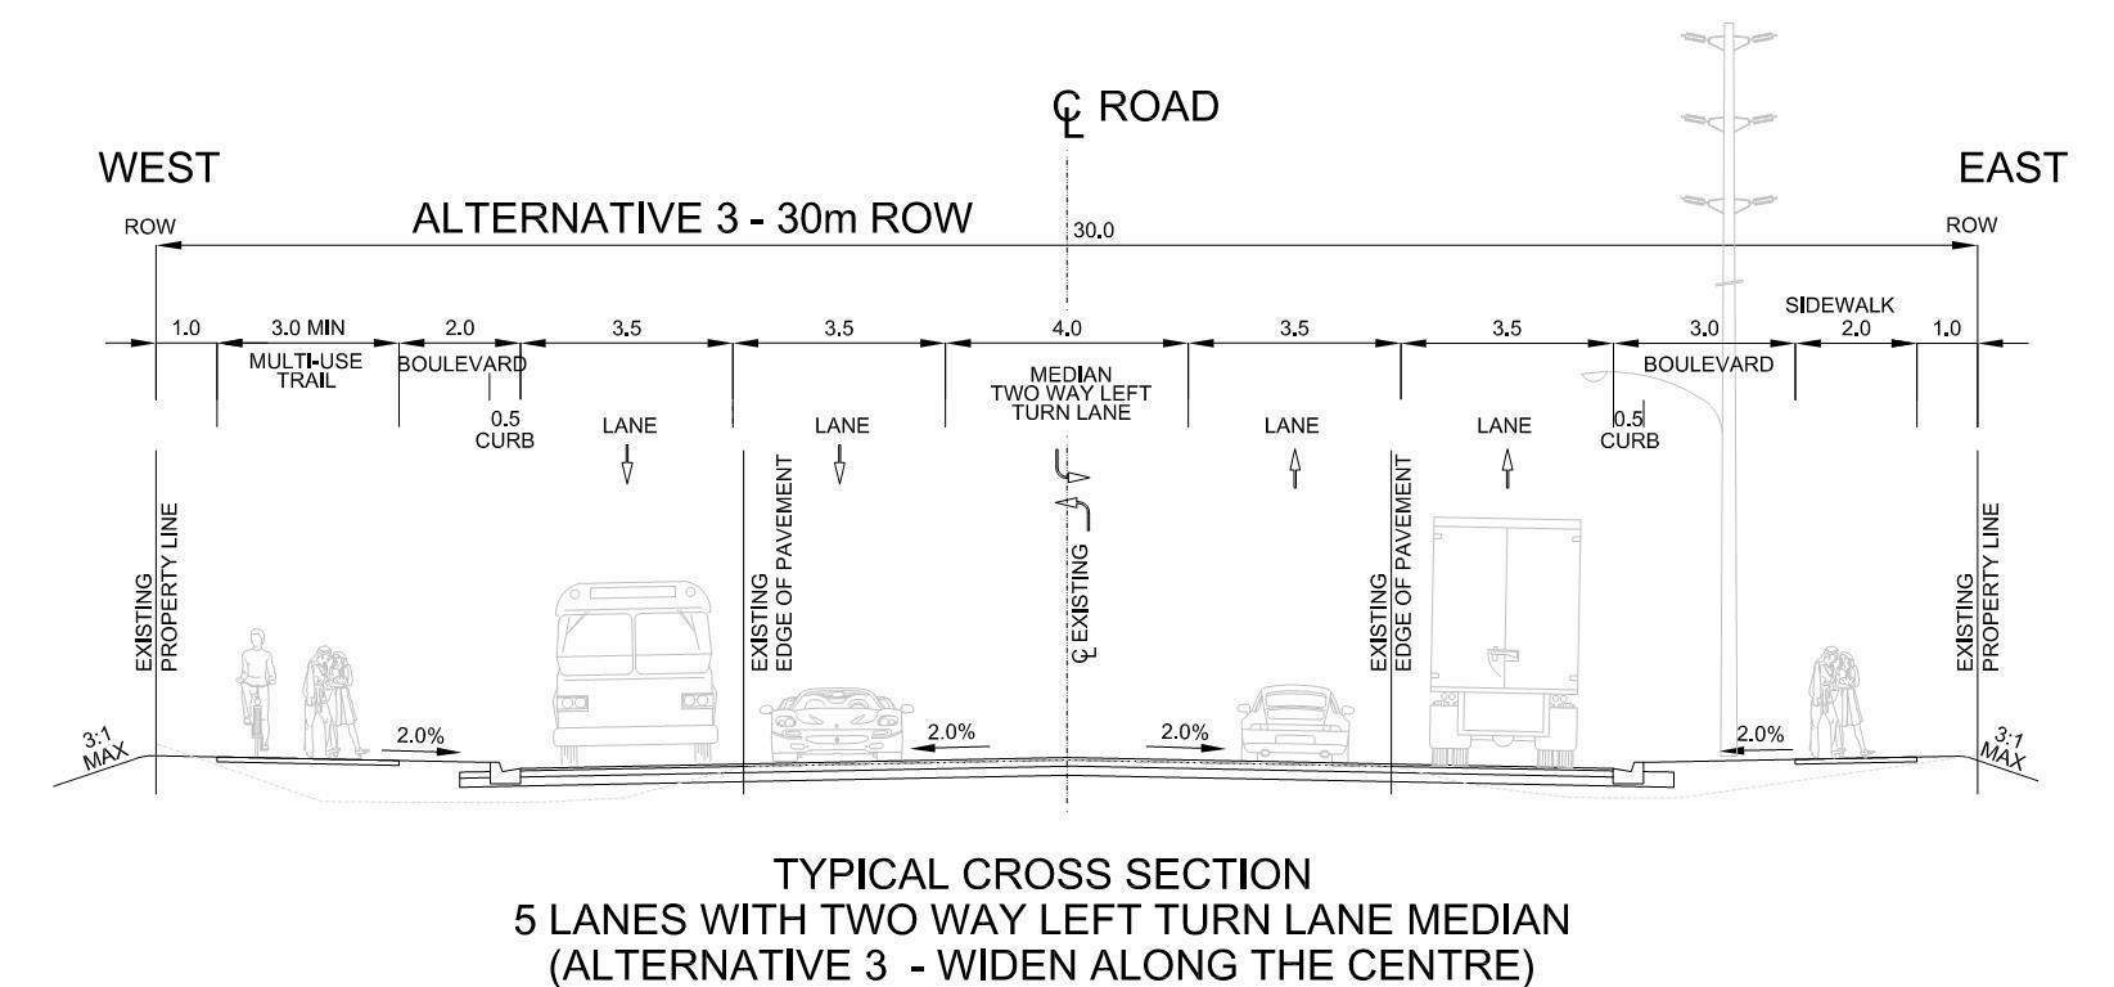 ℄ ROAD
WEST
EAST
ALTERNATIVE 3 - 30m ROW
ROW
30.0
ROW
1.0
3.0 MIN
2.0
3.5
3.5
4.0
3.5
3.5
3.0
SIDEWALK
2.0
1.0
MULTI-USE
TRAIL
BOULEVARD
MEDIAN
TWO WAY LEFT
TURN LANE
BOULEVARD
0.5
CURB
LANE
LANE
LANE
LANE
0.5
CURB
EXISTING
PROPERTY LINE
EXISTING
EDGE OF PAVEMENT
℄ EXISTING
EXISTING
EDGE OF PAVEMENT
EXISTING
PROPERTY LINE
3:1
MAX
2.0%
2.0%
2.0%
2.0%
3:1
MAX
TYPICAL CROSS SECTION
5 LANES WITH TWO WAY LEFT TURN LANE MEDIAN
(ALTERNATIVE 3 - WIDEN ALONG THE CENTRE)